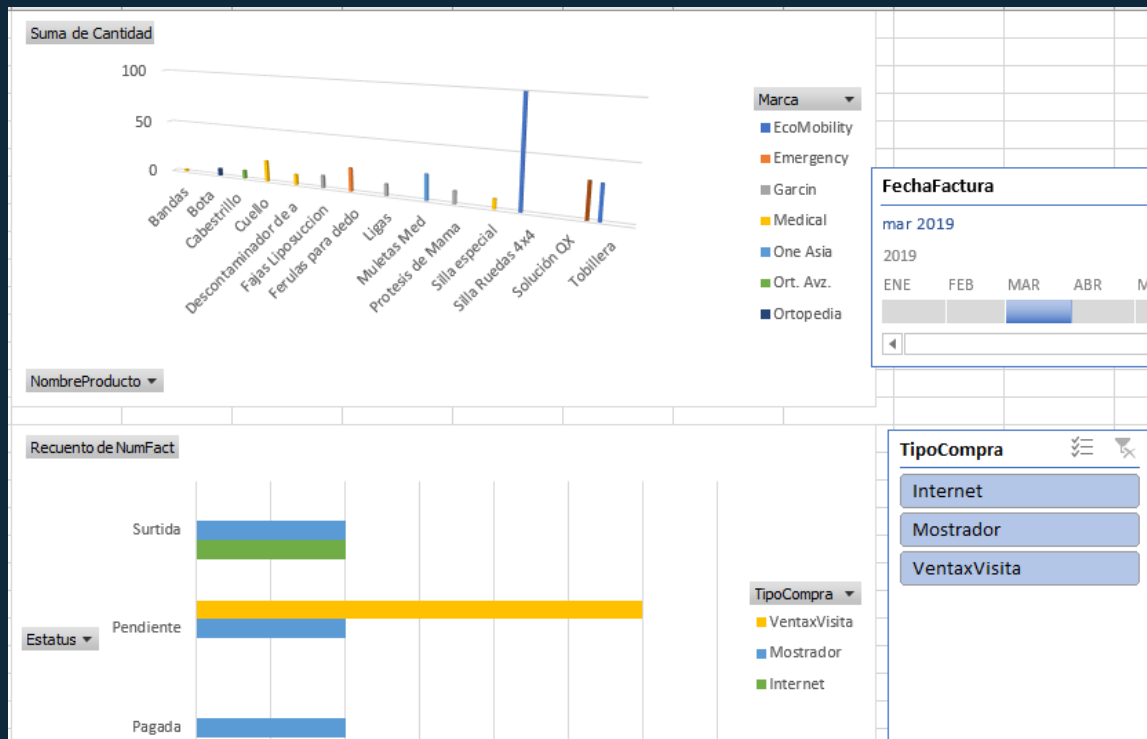 Suma de Cantidad
100
50
0
Bandas
Bota
Cabestrillo
Cuello
Descontaminador de a
Fajas Liposuccion
Ferulas para dedo
Ligas
Muletas Med
Protesis de Mama
Silla especial
Silla Ruedas 4x4
Solución QX
Tobillera
Marca
EcoMobility
Emergency
Garcin
Medical
One Asia
Ort. Avz.
Ortopedia
NombreProducto
FechaFactura
mar 2019
2019
ENE FEB MAR ABR
Recuento de NumFact
Surtida
Pendiente
Pagada
Estatus
TipoCompra
VentaxVisita
Mostrador
Internet
TipoCompra
Internet
Mostrador
VentaxVisita